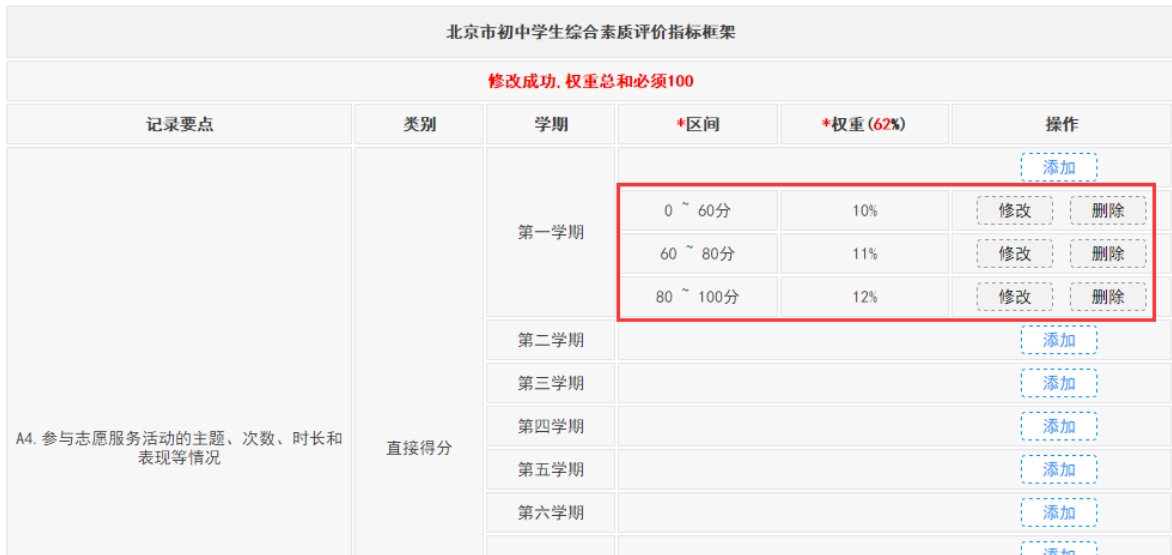 北京市初中学生综合素质评价指标框架
修改成功,权重总和必须100
记录要点 类别 学期 *区间 *权重(62%) 操作
添加
第一学期
0 ~ 60分 10% 修改 删除
60 ~ 80分 11% 修改 删除
80 ~ 100分 12% 修改 删除
第二学期 添加
第三学期 添加
A4.参与志愿服务活动的主题、次数、时长和
表现等情况
直接得分
第四学期 添加
第五学期 添加
第六学期 添加
添加